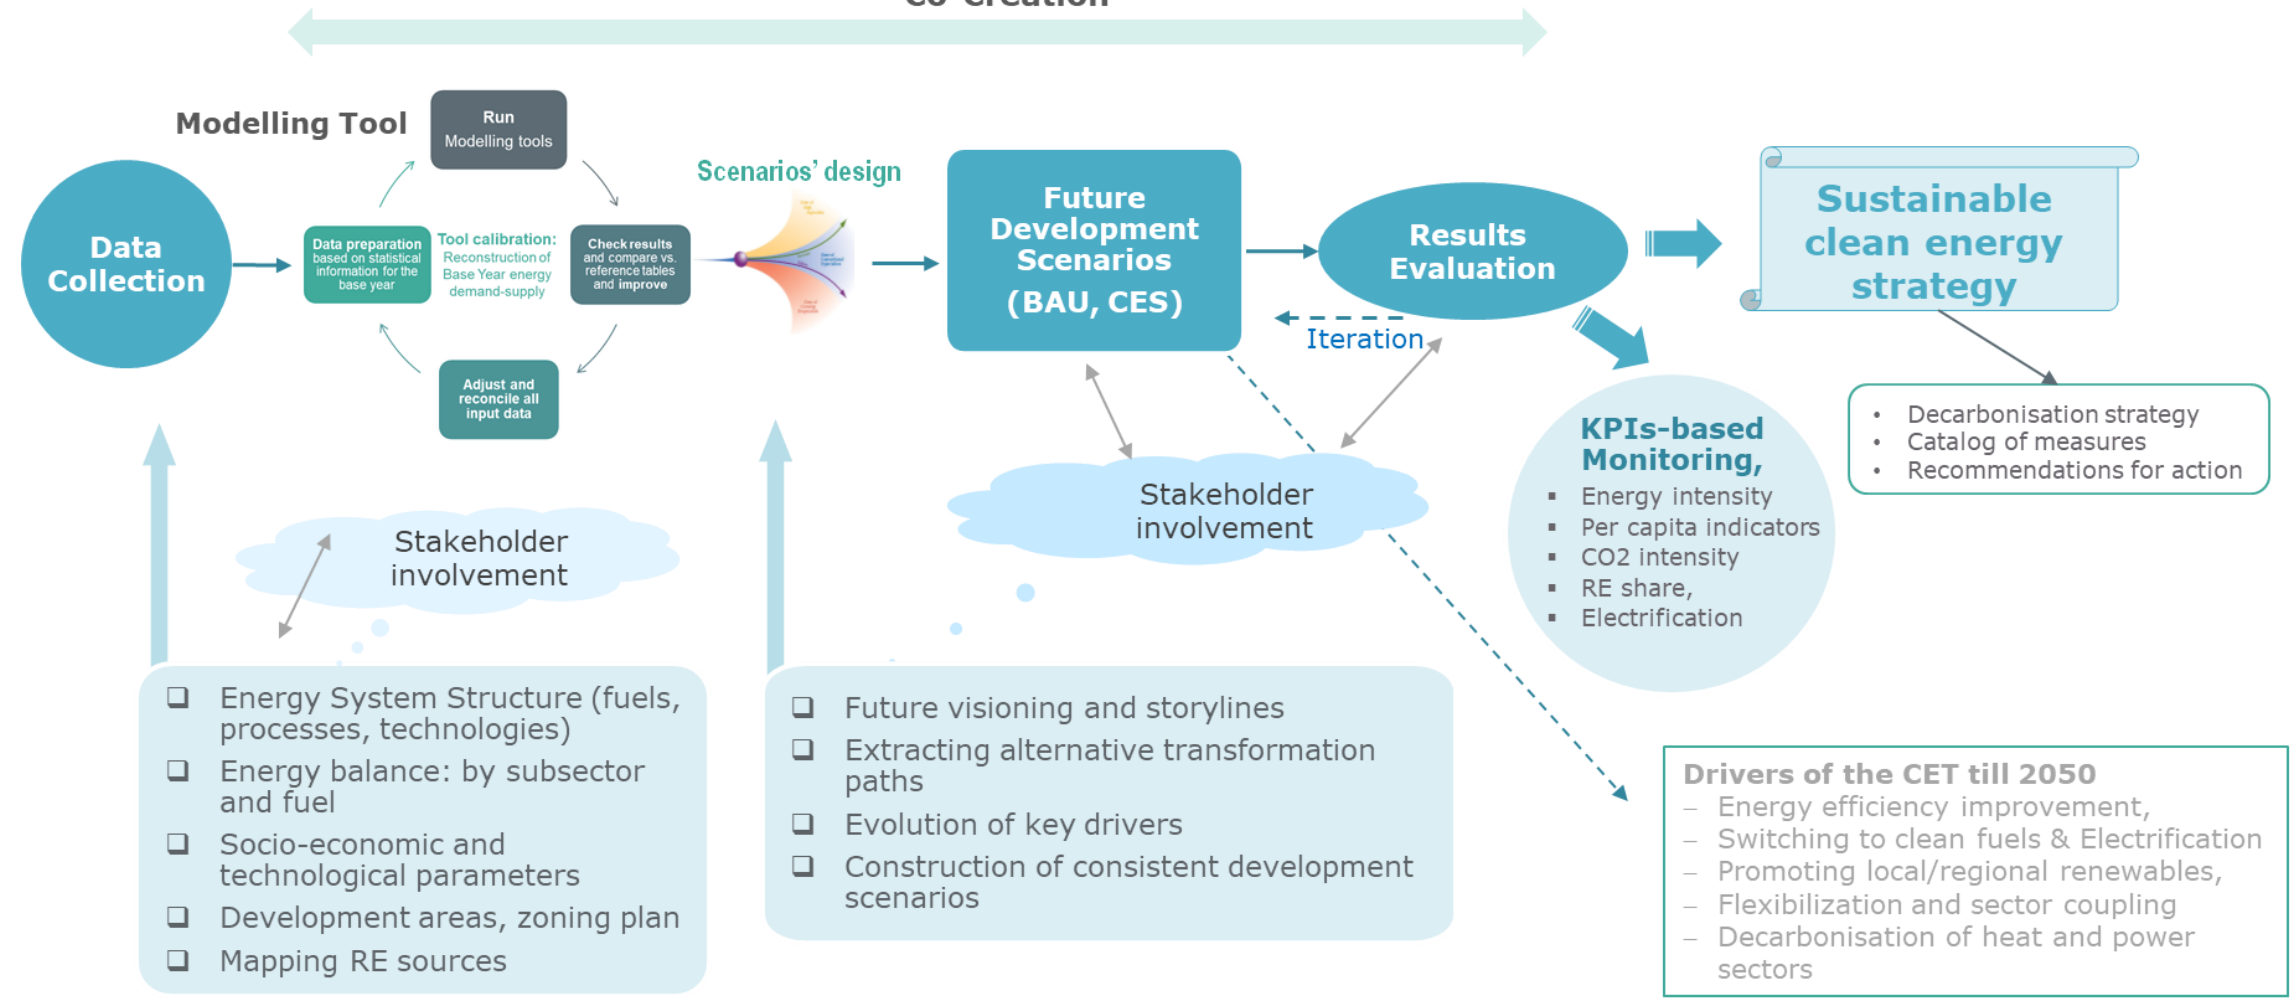 Co-Creation
Modelling Tool
Run
Modelling tools
Data preparation
based on statistical
information for the
base year
Tool calibration:
Reconstruction of
Base Year energy
demand-supply
Check results
and compare vs.
reference tables
and improve
Adjust and
reconcile all
input data
Data
Collection
Scenarios’ design
Future
Development
Scenarios
(BAU, CES)
Results
Evaluation
Iteration
Sustainable
clean energy
strategy
• Decarbonisation strategy
• Catalog of measures
• Recommendations for action
KPIs-based
Monitoring,
▪ Energy intensity
▪ Per capita indicators
▪ CO2 intensity
▪ RE share,
▪ Electrification
Stakeholder
involvement
Stakeholder
involvement
❑ Energy System Structure (fuels,
processes, technologies)
❑ Energy balance: by subsector
and fuel
❑ Socio-economic and
technological parameters
❑ Development areas, zoning plan
❑ Mapping RE sources
❑ Future visioning and storylines
❑ Extracting alternative transformation
paths
❑ Evolution of key drivers
❑ Construction of consistent development
scenarios
Drivers of the CET till 2050
– Energy efficiency improvement,
– Switching to clean fuels & Electrification
– Promoting local/regional renewables,
– Flexibilization and sector coupling
– Decarbonisation of heat and power
sectors